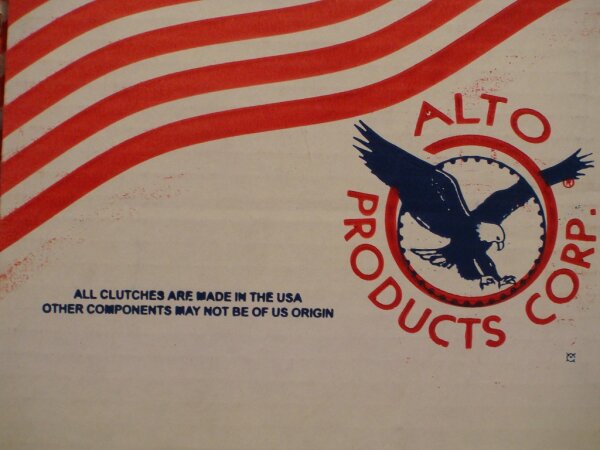 ALTO
PRODUCTS CORP.
®
ALL CLUTCHES ARE MADE IN THE USA
OTHER COMPONENTS MAY NOT BE OF US ORIGIN